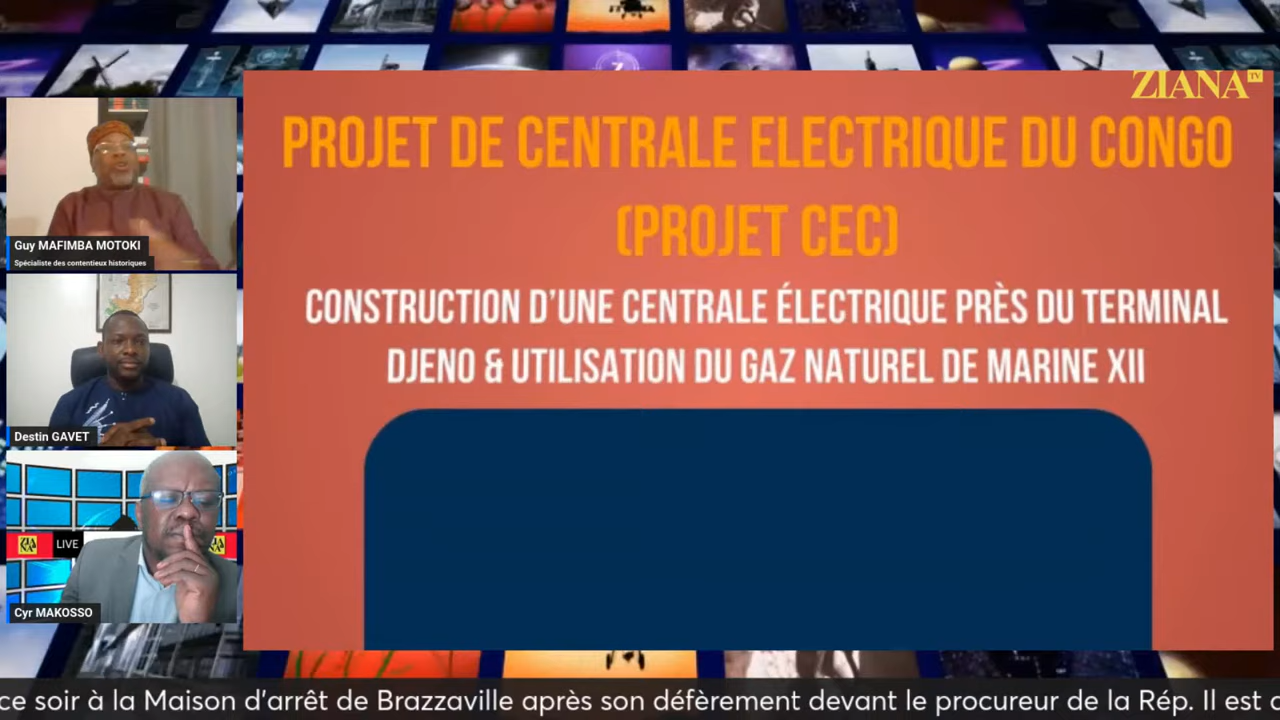 ZIANA TV
PROJET DE CENTRALE ELECTRIQUE DU CONGO
(PROJET CEC)
CONSTRUCTION D'UNE CENTRALE ÉLECTRIQUE PRÈS DU TERMINAL
DJENO & UTILISATION DU GAZ NATUREL DE MARINE XII
Guy MAFIMBA MOTOKI
Spécialiste des contentieux historiques
Destin GAVET
LIVE
Cyr MAKOSSO
ce soir à la Maison d'arrêt de Brazzaville après son défèrement devant le procureur de la Rép. Il est